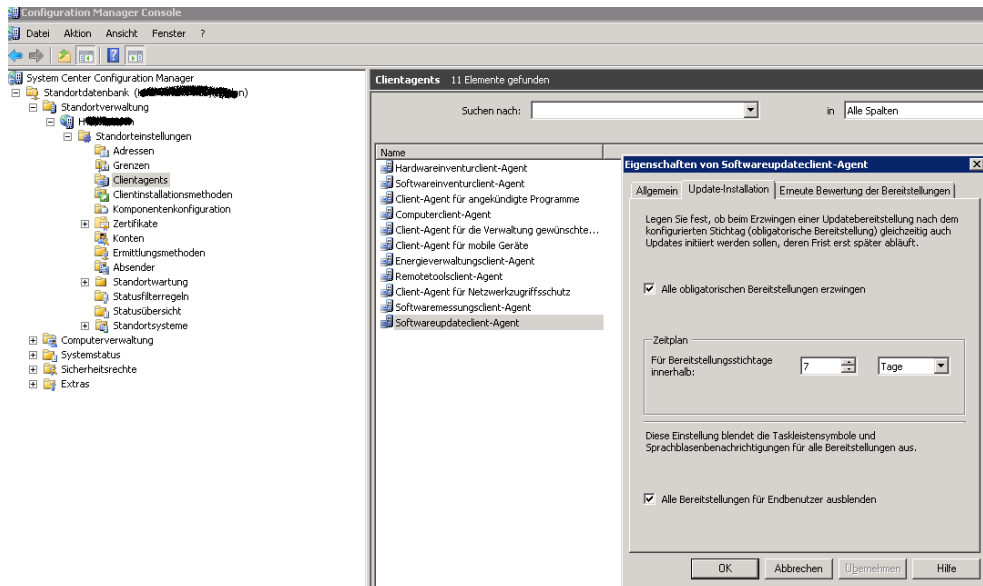 Configuration Manager Console
Datei Aktion Ansicht Fenster ?
System Center Configuration Manager
Standortdatenbank (
Standortverwaltung
Standorteinstellungen
Adressen
Grenzen
Clientagents
Clientinstallationsmethoden
Komponentenkonfiguration
Zertifikate
Konten
Ermittlungsmethoden
Absender
Standortwartung
Statusfilterregeln
Statusübersicht
Standortsysteme
Computerverwaltung
Systemstatus
Sicherheitsrechte
Extras
Clientagents 11 Elemente gefunden
Suchen nach: in Alle Spalten
Name
Hardwareinventurclient-Agent
Softwareinventurclient-Agent
Client-Agent für angekündigte Programme
Computerclient-Agent
Client-Agent für die Verwaltung gewünschte...
Client-Agent für mobile Geräte
Energieverwaltungsclient-Agent
Remotetoolsclient-Agent
Client-Agent für Netzwerkzugriffsschutz
Softwaremessungsclient-Agent
Softwareupdateclient-Agent
Eigenschaften von Softwareupdateclient-Agent
Allgemein Update-Installation Erneute Bewertung der Bereitstellungen
Legen Sie fest, ob beim Erzwingen einer Updatebereitstellung nach dem
konfigurierten Stichtag (obligatorische Bereitstellung) gleichzeitig auch
Updates initiiert werden sollen, deren Frist erst später abläuft.
Alle obligatorischen Bereitstellungen erzwingen
Zeitplan
Für Bereitstellungsstichtage
innerhalb: 7 Tage
Diese Einstellung blendet die Taskleistensymbole und
Sprachblasenbenachrichtigungen für alle Bereitstellungen aus.
Alle Bereitstellungen für Endbenutzer ausblenden
OK Abbrechen Übernehmen Hilfe